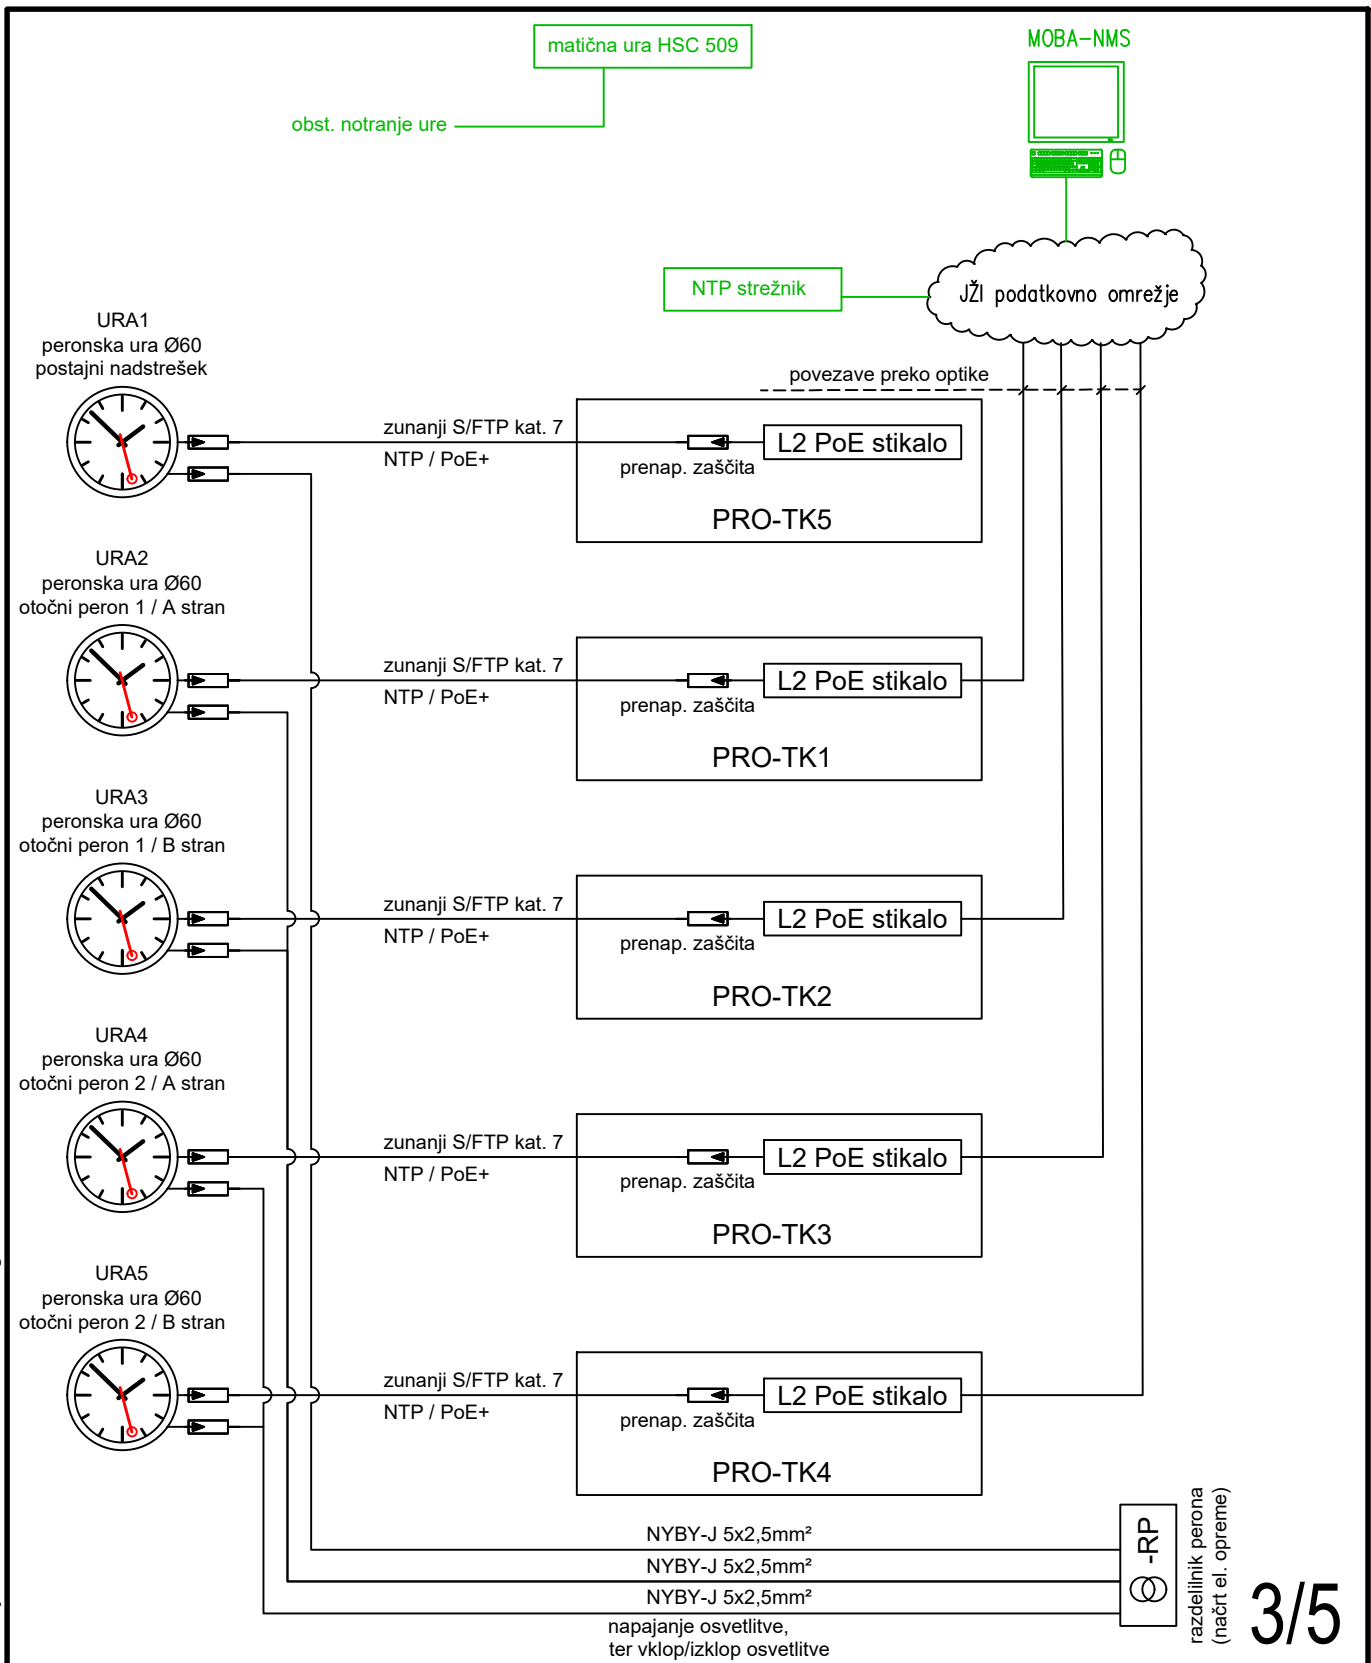 matična ura HSC 509
MOBA-NMS
obst. notranje ure
NTP strežnik
JŽI podatkovno omrežje
povezave preko optike
URA1
peronska ura Ø60
postajni nadstrešek
zunanji S/FTP kat. 7
NTP / PoE+
prenap. zaščita
L2 PoE stikalo
PRO-TK5
URA2
peronska ura Ø60
otočni peron 1 / A stran
zunanji S/FTP kat. 7
NTP / PoE+
prenap. zaščita
L2 PoE stikalo
PRO-TK1
URA3
peronska ura Ø60
otočni peron 1 / B stran
zunanji S/FTP kat. 7
NTP / PoE+
prenap. zaščita
L2 PoE stikalo
PRO-TK2
URA4
peronska ura Ø60
otočni peron 2 / A stran
zunanji S/FTP kat. 7
NTP / PoE+
prenap. zaščita
L2 PoE stikalo
PRO-TK3
URA5
peronska ura Ø60
otočni peron 2 / B stran
zunanji S/FTP kat. 7
NTP / PoE+
prenap. zaščita
L2 PoE stikalo
PRO-TK4
NYBY-J 5x2,5mm²
NYBY-J 5x2,5mm²
NYBY-J 5x2,5mm²
napajanje osvetlitve,
ter vklop/izklop osvetlitve
-RP
razdelilnik perona
(načrt el. opreme)
3/5